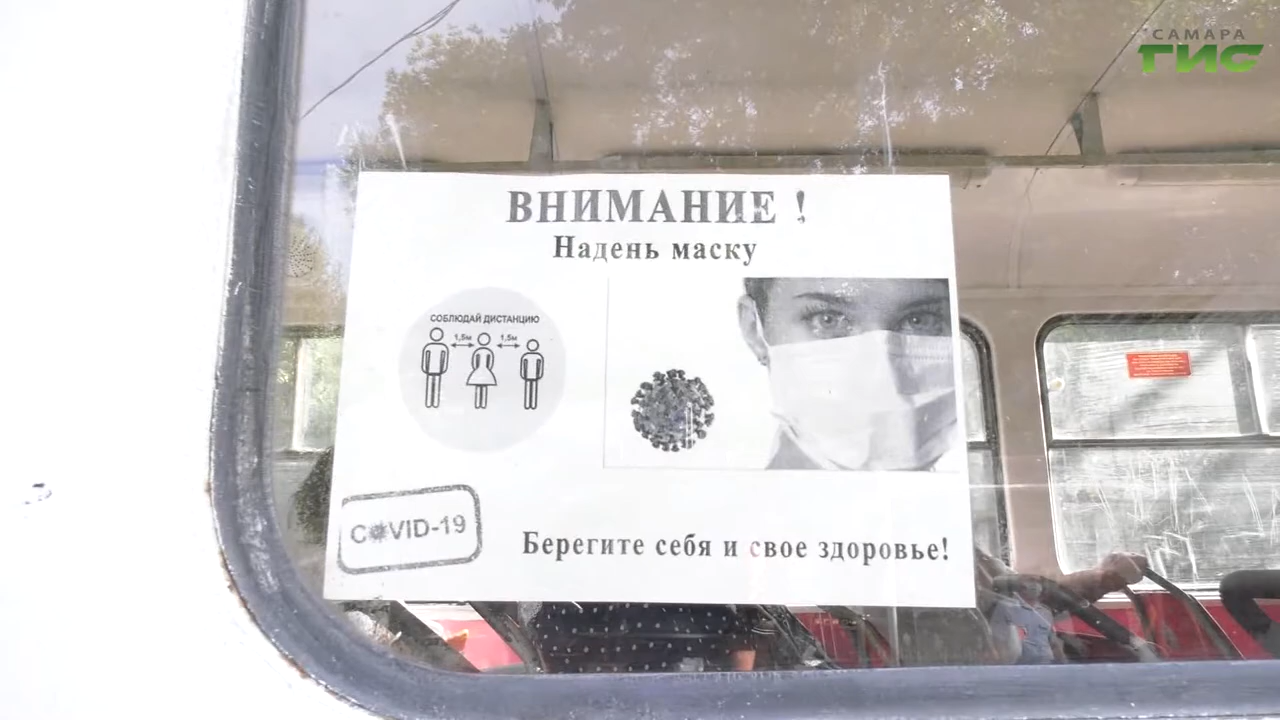 САМАРА
ГИС
ВНИМАНИЕ !
Надень маску
СОБЛЮДАЙ ДИСТАНЦИЮ
1,5м 1,5м
COVID-19
Берегите себя и свое здоровье!